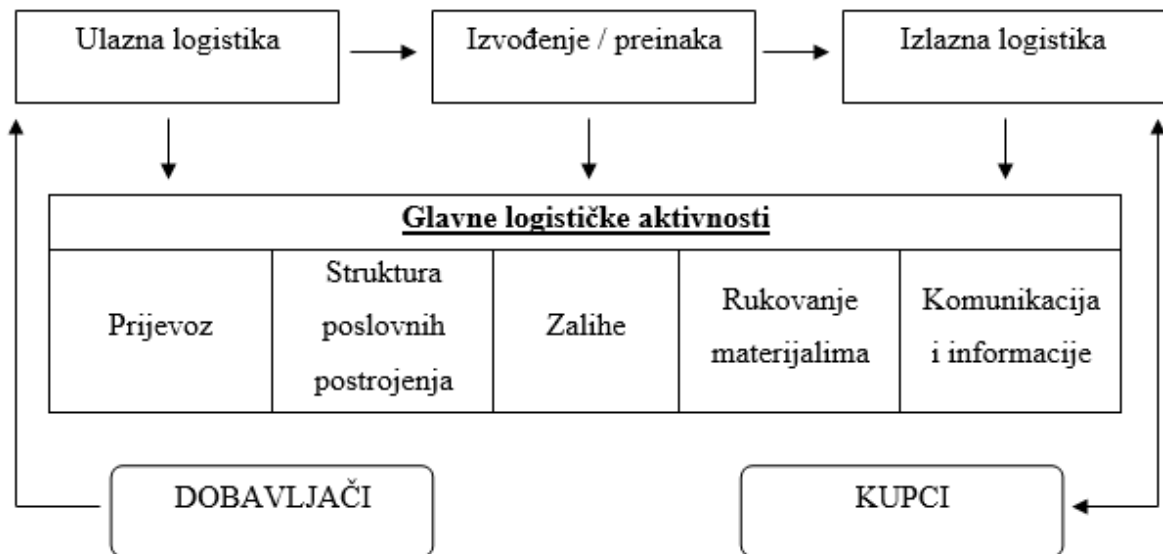 Ulazna logistika
Izvođenje / preinaka
Izlazna logistika
Glavne logističke aktivnosti
Prijevoz
Struktura
poslovnih
postrojenja
Zalihe
Rukovanje
materijalima
Komunikacija
i informacije
DOBAVLJAČI
KUPCI